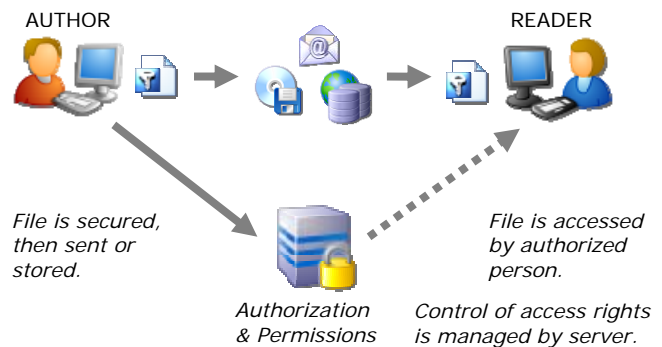 AUTHOR
READER
File is secured,
then sent or
stored.
File is accessed
by authorized
person.
Authorization
& Permissions
Control of access rights
is managed by server.